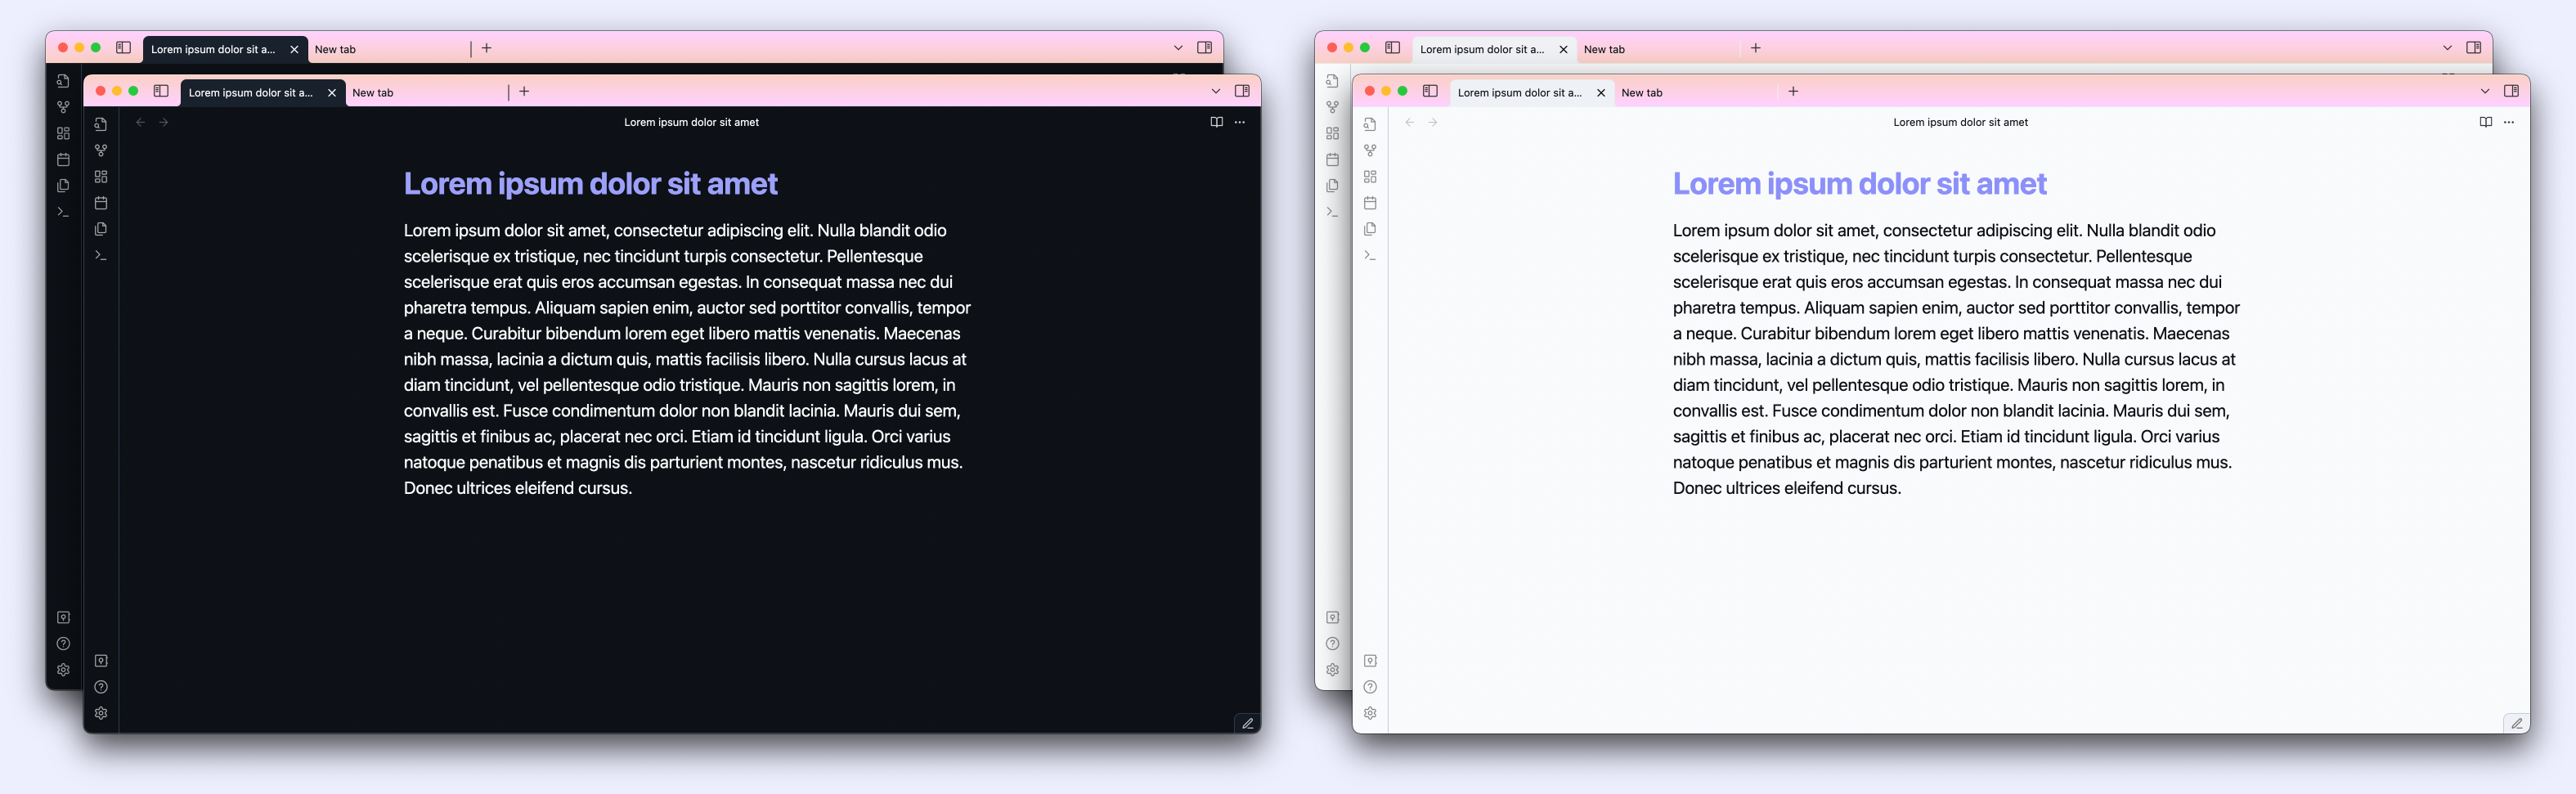 Lorem ipsum dolor sit a...
New tab
Lorem ipsum dolor sit a...
New tab
Lorem ipsum dolor sit amet
Lorem ipsum dolor sit amet
Lorem ipsum dolor sit amet, consectetur adipiscing elit. Nulla blandit odio
scelerisque ex tristique, nec tincidunt turpis consectetur. Pellentesque
scelerisque erat quis eros accumsan egestas. In consequat massa nec dui
pharetra tempus. Aliquam sapien enim, auctor sed porttitor convallis, tempor
a neque. Curabitur bibendum lorem eget libero mattis venenatis. Maecenas
nibh massa, lacinia a dictum quis, mattis facilisis libero. Nulla cursus lacus at
diam tincidunt, vel pellentesque odio tristique. Mauris non sagittis lorem, in
convallis est. Fusce condimentum dolor non blandit lacinia. Mauris dui sem,
sagittis et finibus ac, placerat nec orci. Etiam id tincidunt ligula. Orci varius
natoque penatibus et magnis dis parturient montes, nascetur ridiculus mus.
Donec ultrices eleifend cursus.
Lorem ipsum dolor sit a...
New tab
Lorem ipsum dolor sit a...
New tab
Lorem ipsum dolor sit amet
Lorem ipsum dolor sit amet
Lorem ipsum dolor sit amet, consectetur adipiscing elit. Nulla blandit odio
scelerisque ex tristique, nec tincidunt turpis consectetur. Pellentesque
scelerisque erat quis eros accumsan egestas. In consequat massa nec dui
pharetra tempus. Aliquam sapien enim, auctor sed porttitor convallis, tempor
a neque. Curabitur bibendum lorem eget libero mattis venenatis. Maecenas
nibh massa, lacinia a dictum quis, mattis facilisis libero. Nulla cursus lacus at
diam tincidunt, vel pellentesque odio tristique. Mauris non sagittis lorem, in
convallis est. Fusce condimentum dolor non blandit lacinia. Mauris dui sem,
sagittis et finibus ac, placerat nec orci. Etiam id tincidunt ligula. Orci varius
natoque penatibus et magnis dis parturient montes, nascetur ridiculus mus.
Donec ultrices eleifend cursus.